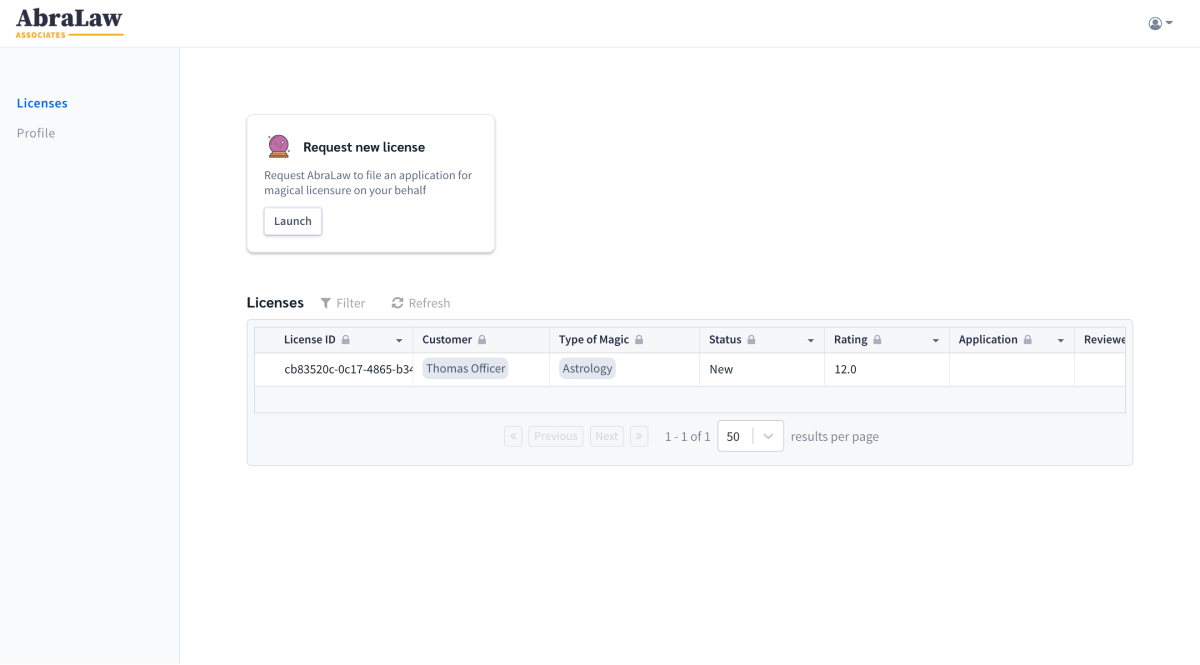 AbraLaw
ASSOCIATES
Licenses
Profile
Request new license
Request AbraLaw to file an application for
magical licensure on your behalf
Launch
Licenses Filter Refresh
License ID Customer Type of Magic Status Rating Application Reviewe
cb83520c-0c17-4865-b34 Thomas Officer Astrology New 12.0
« Previous Next » 1 - 1 of 1 50 results per page